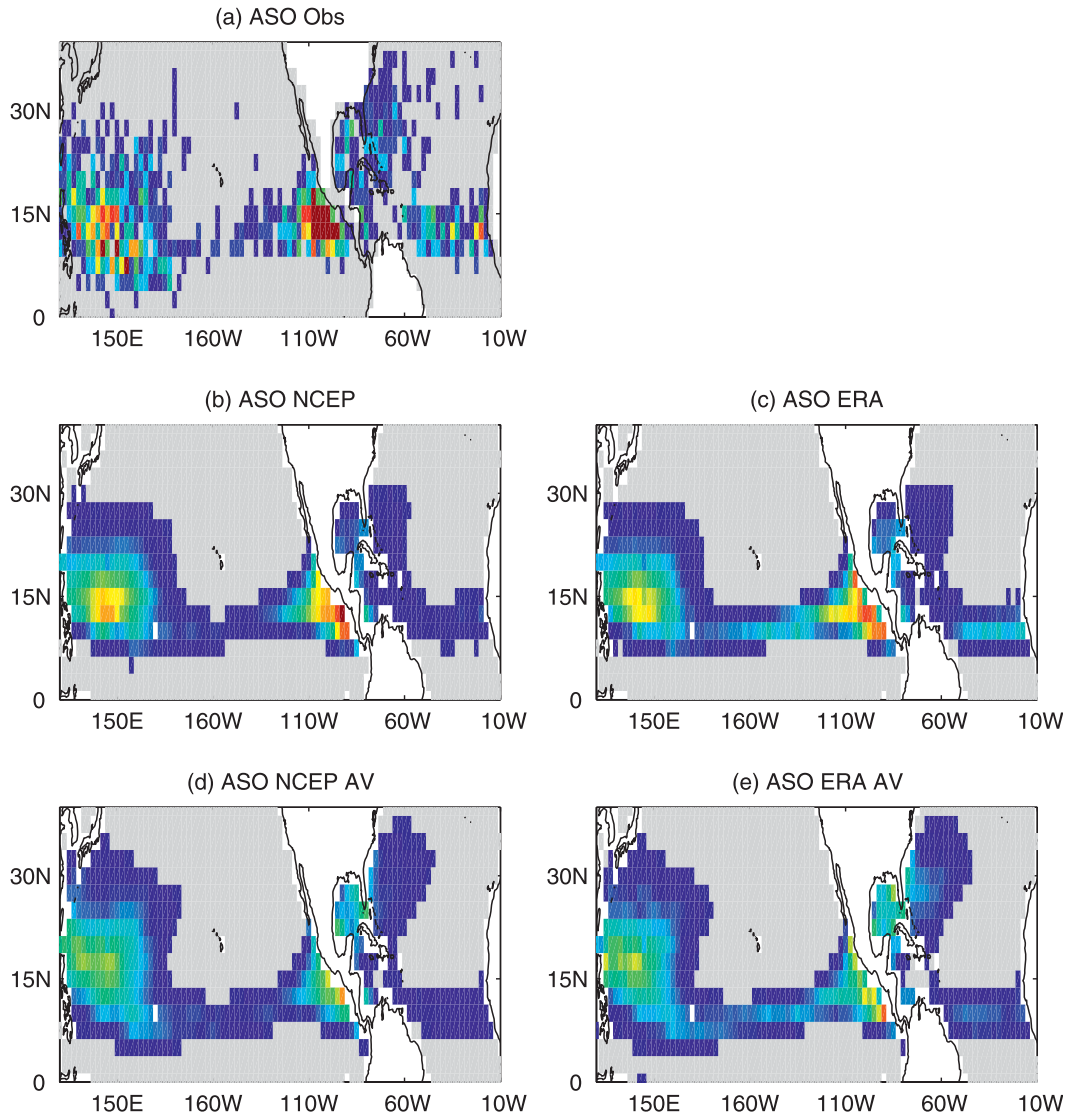 (a) ASO Obs
30N
15N
0
150E 160W 110W 60W 10W
(b) ASO NCEP
(c) ASO ERA
30N
15N
0
150E 160W 110W 60W 10W
30N
15N
0
150E 160W 110W 60W 10W
(d) ASO NCEP AV
(e) ASO ERA AV
30N
15N
0
150E 160W 110W 60W 10W
30N
15N
0
150E 160W 110W 60W 10W